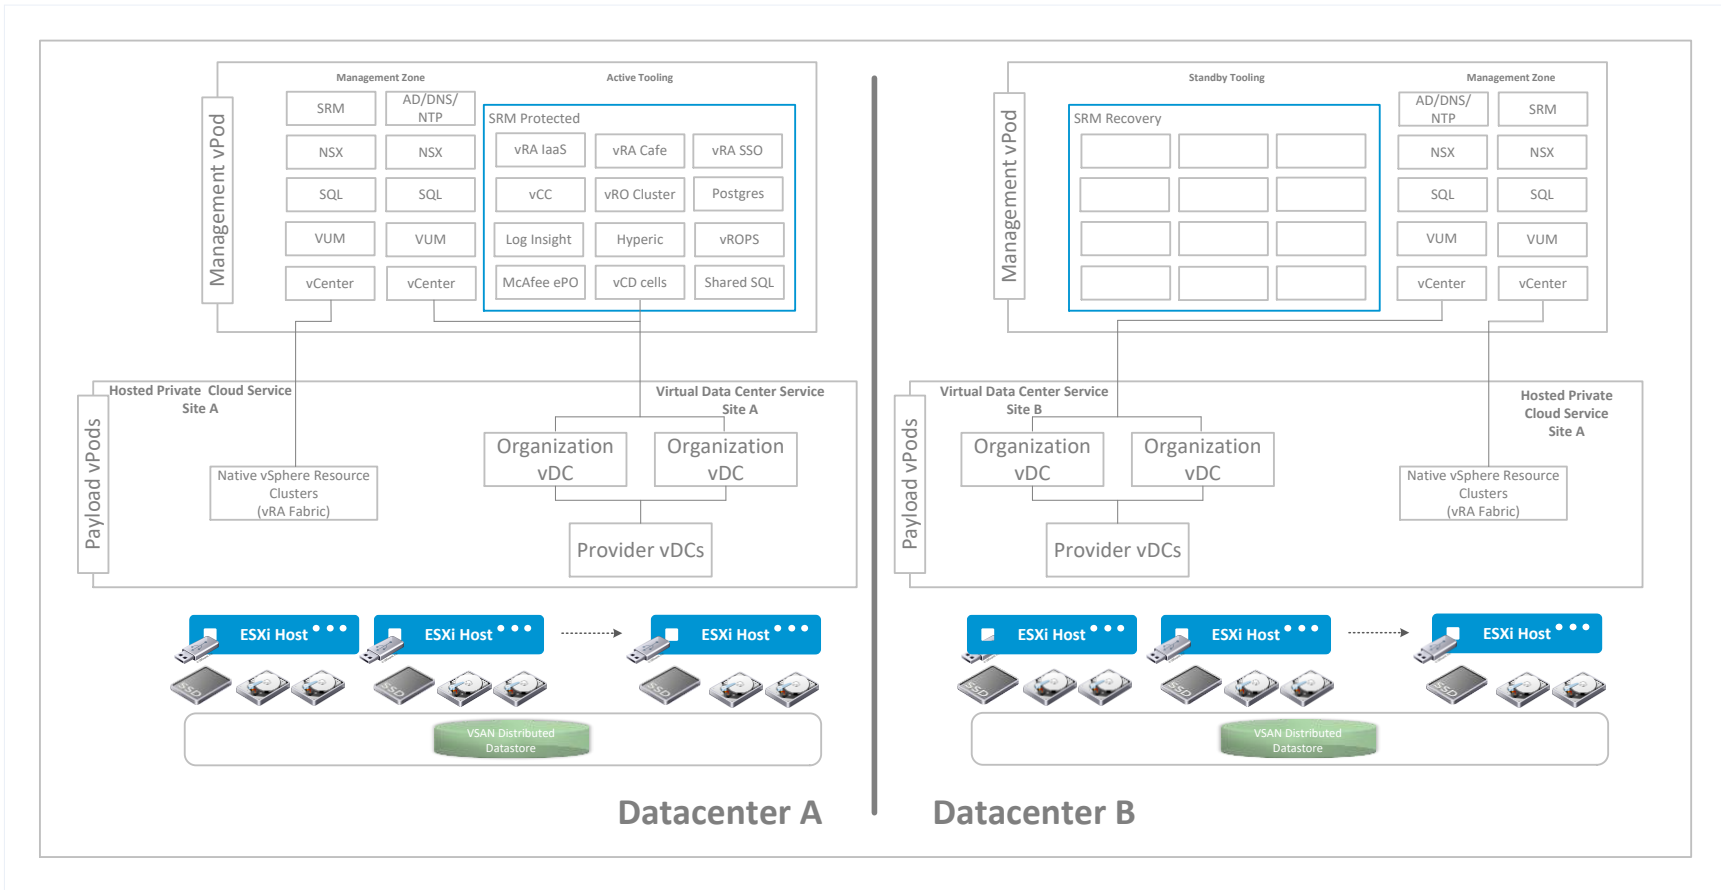 Management Zone
Active Tooling
Management vPod
SRM
AD/DNS/
NTP
SRM Protected
NSX
NSX
vRA IaaS
vRA Cafe
vRA SSO
SQL
SQL
vCC
vRO Cluster
Postgres
VUM
VUM
Log Insight
Hyperic
vROPS
vCenter
vCenter
McAfee ePO
vCD cells
Shared SQL
Payload vPods
Hosted Private Cloud Service
Site A
Virtual Data Center Service
Site A
Organization
vDC
Organization
vDC
Native vSphere Resource
Clusters
(vRA Fabric)
Provider vDCs
ESXi Host
ESXi Host
ESXi Host
SSD
SSD
SSD
VSAN Distributed
Datastore
Datacenter A
Standby Tooling
Management Zone
Management vPod
SRM Recovery
AD/DNS/
NTP
SRM
NSX
NSX
SQL
SQL
VUM
VUM
vCenter
vCenter
Payload vPods
Virtual Data Center Service
Site B
Hosted Private
Cloud Service
Site A
Organization
vDC
Organization
vDC
Native vSphere Resource
Clusters
(vRA Fabric)
Provider vDCs
ESXi Host
ESXi Host
ESXi Host
SSD
SSD
SSD
VSAN Distributed
Datastore
Datacenter B